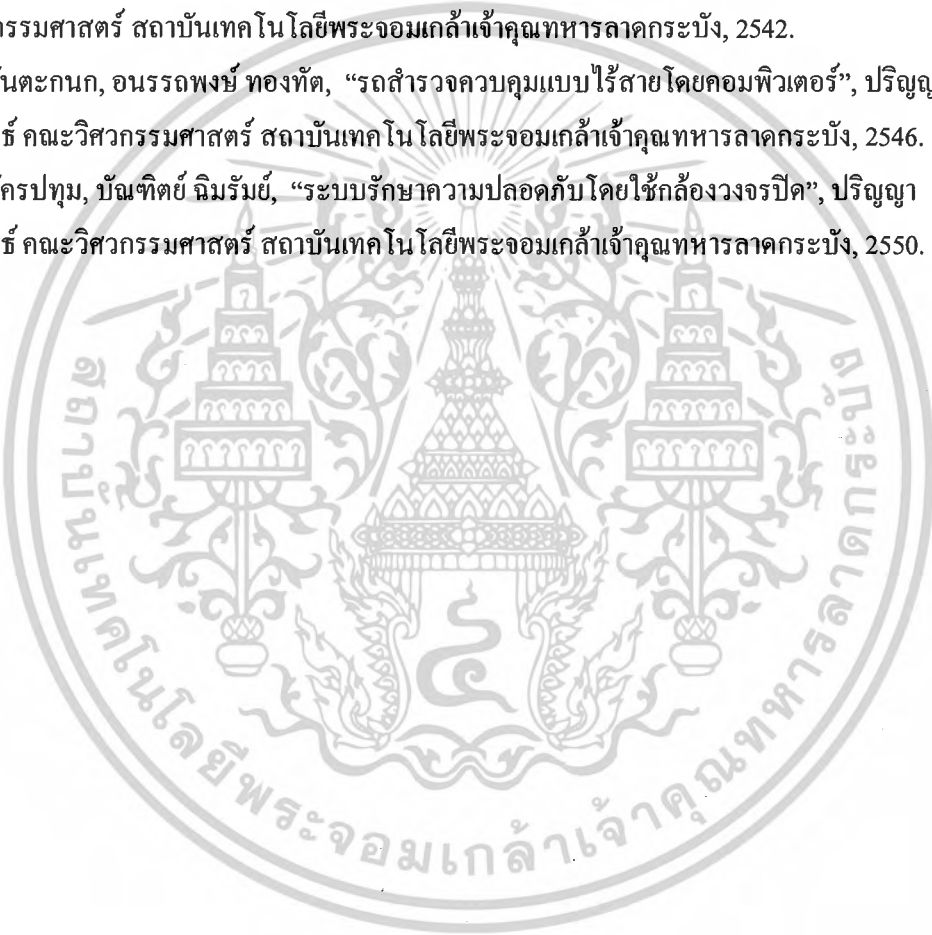 กรรมศาสตร์ สถาบันเทคโนโลยีพระจอมเกล้าเจ้าคุณทหารลาดกระบัง, 2542.
ันตะกนก, อนรรถพงษ์ ทองทัต, “รถสำรวจควบคุมแบบไร้สายโดยคอมพิวเตอร์”, ปริญญ
ธ์ คณะวิศวกรรมศาสตร์ สถาบันเทคโนโลยีพระจอมเกล้าเจ้าคุณทหารลาดกระบัง, 2546.
ัครปทุม, บัณฑิตย์ ฉิมรัมย์, “ระบบรักษาความปลอดภับโดยใช้กล้องวงจรปิด”, ปริญญา
ธ์ คณะวิศวกรรมศาสตร์ สถาบันเทคโนโลยีพระจอมเกล้าเจ้าคุณทหารลาดกระบัง, 2550.
สถาบันเทคโนโลยีพระจอมเกล้าเจ้าคุณทหารลาดกระบัง
๔